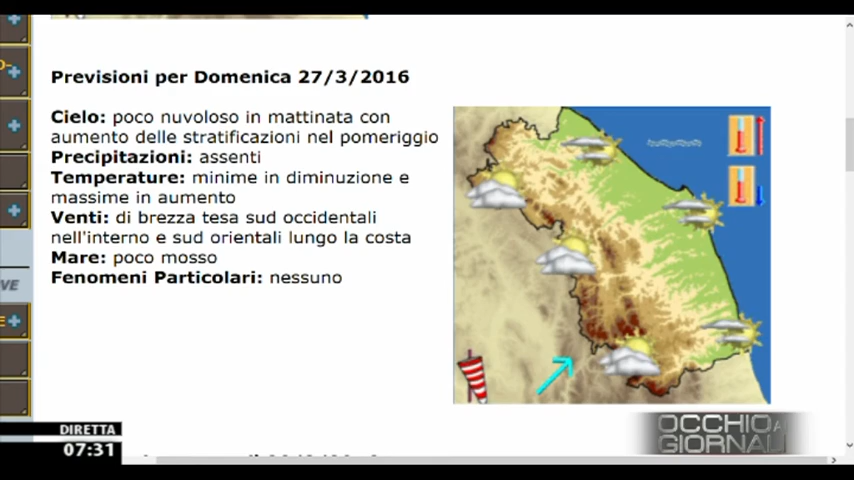 Previsioni per Domenica 27/3/2016
Cielo: poco nuvoloso in mattinata con
aumento delle stratificazioni nel pomeriggio
Precipitazioni: assenti
Temperature: minime in diminuzione e
massime in aumento
Venti: di brezza tesa sud occidentali
nell'interno e sud orientali lungo la costa
Mare: poco mosso
Fenomeni Particolari: nessuno
VE
DIRETTA
07:31
OCCHIO AI
GIORNALI